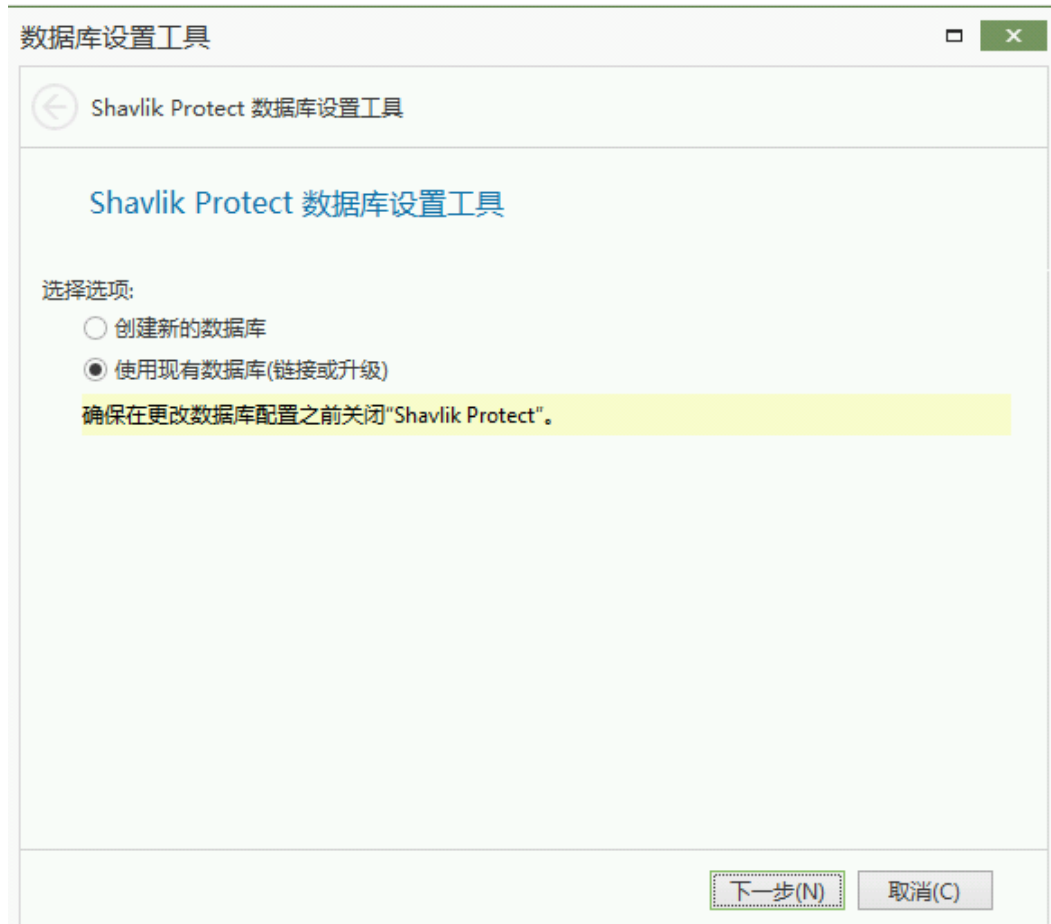 数据库设置工具
Shavlik Protect 数据库设置工具
Shavlik Protect 数据库设置工具
选择选项:
创建新的数据库
使用现有数据库(链接或升级)
确保在更改数据库配置之前关闭"Shavlik Protect"。
下一步(N)
取消(C)